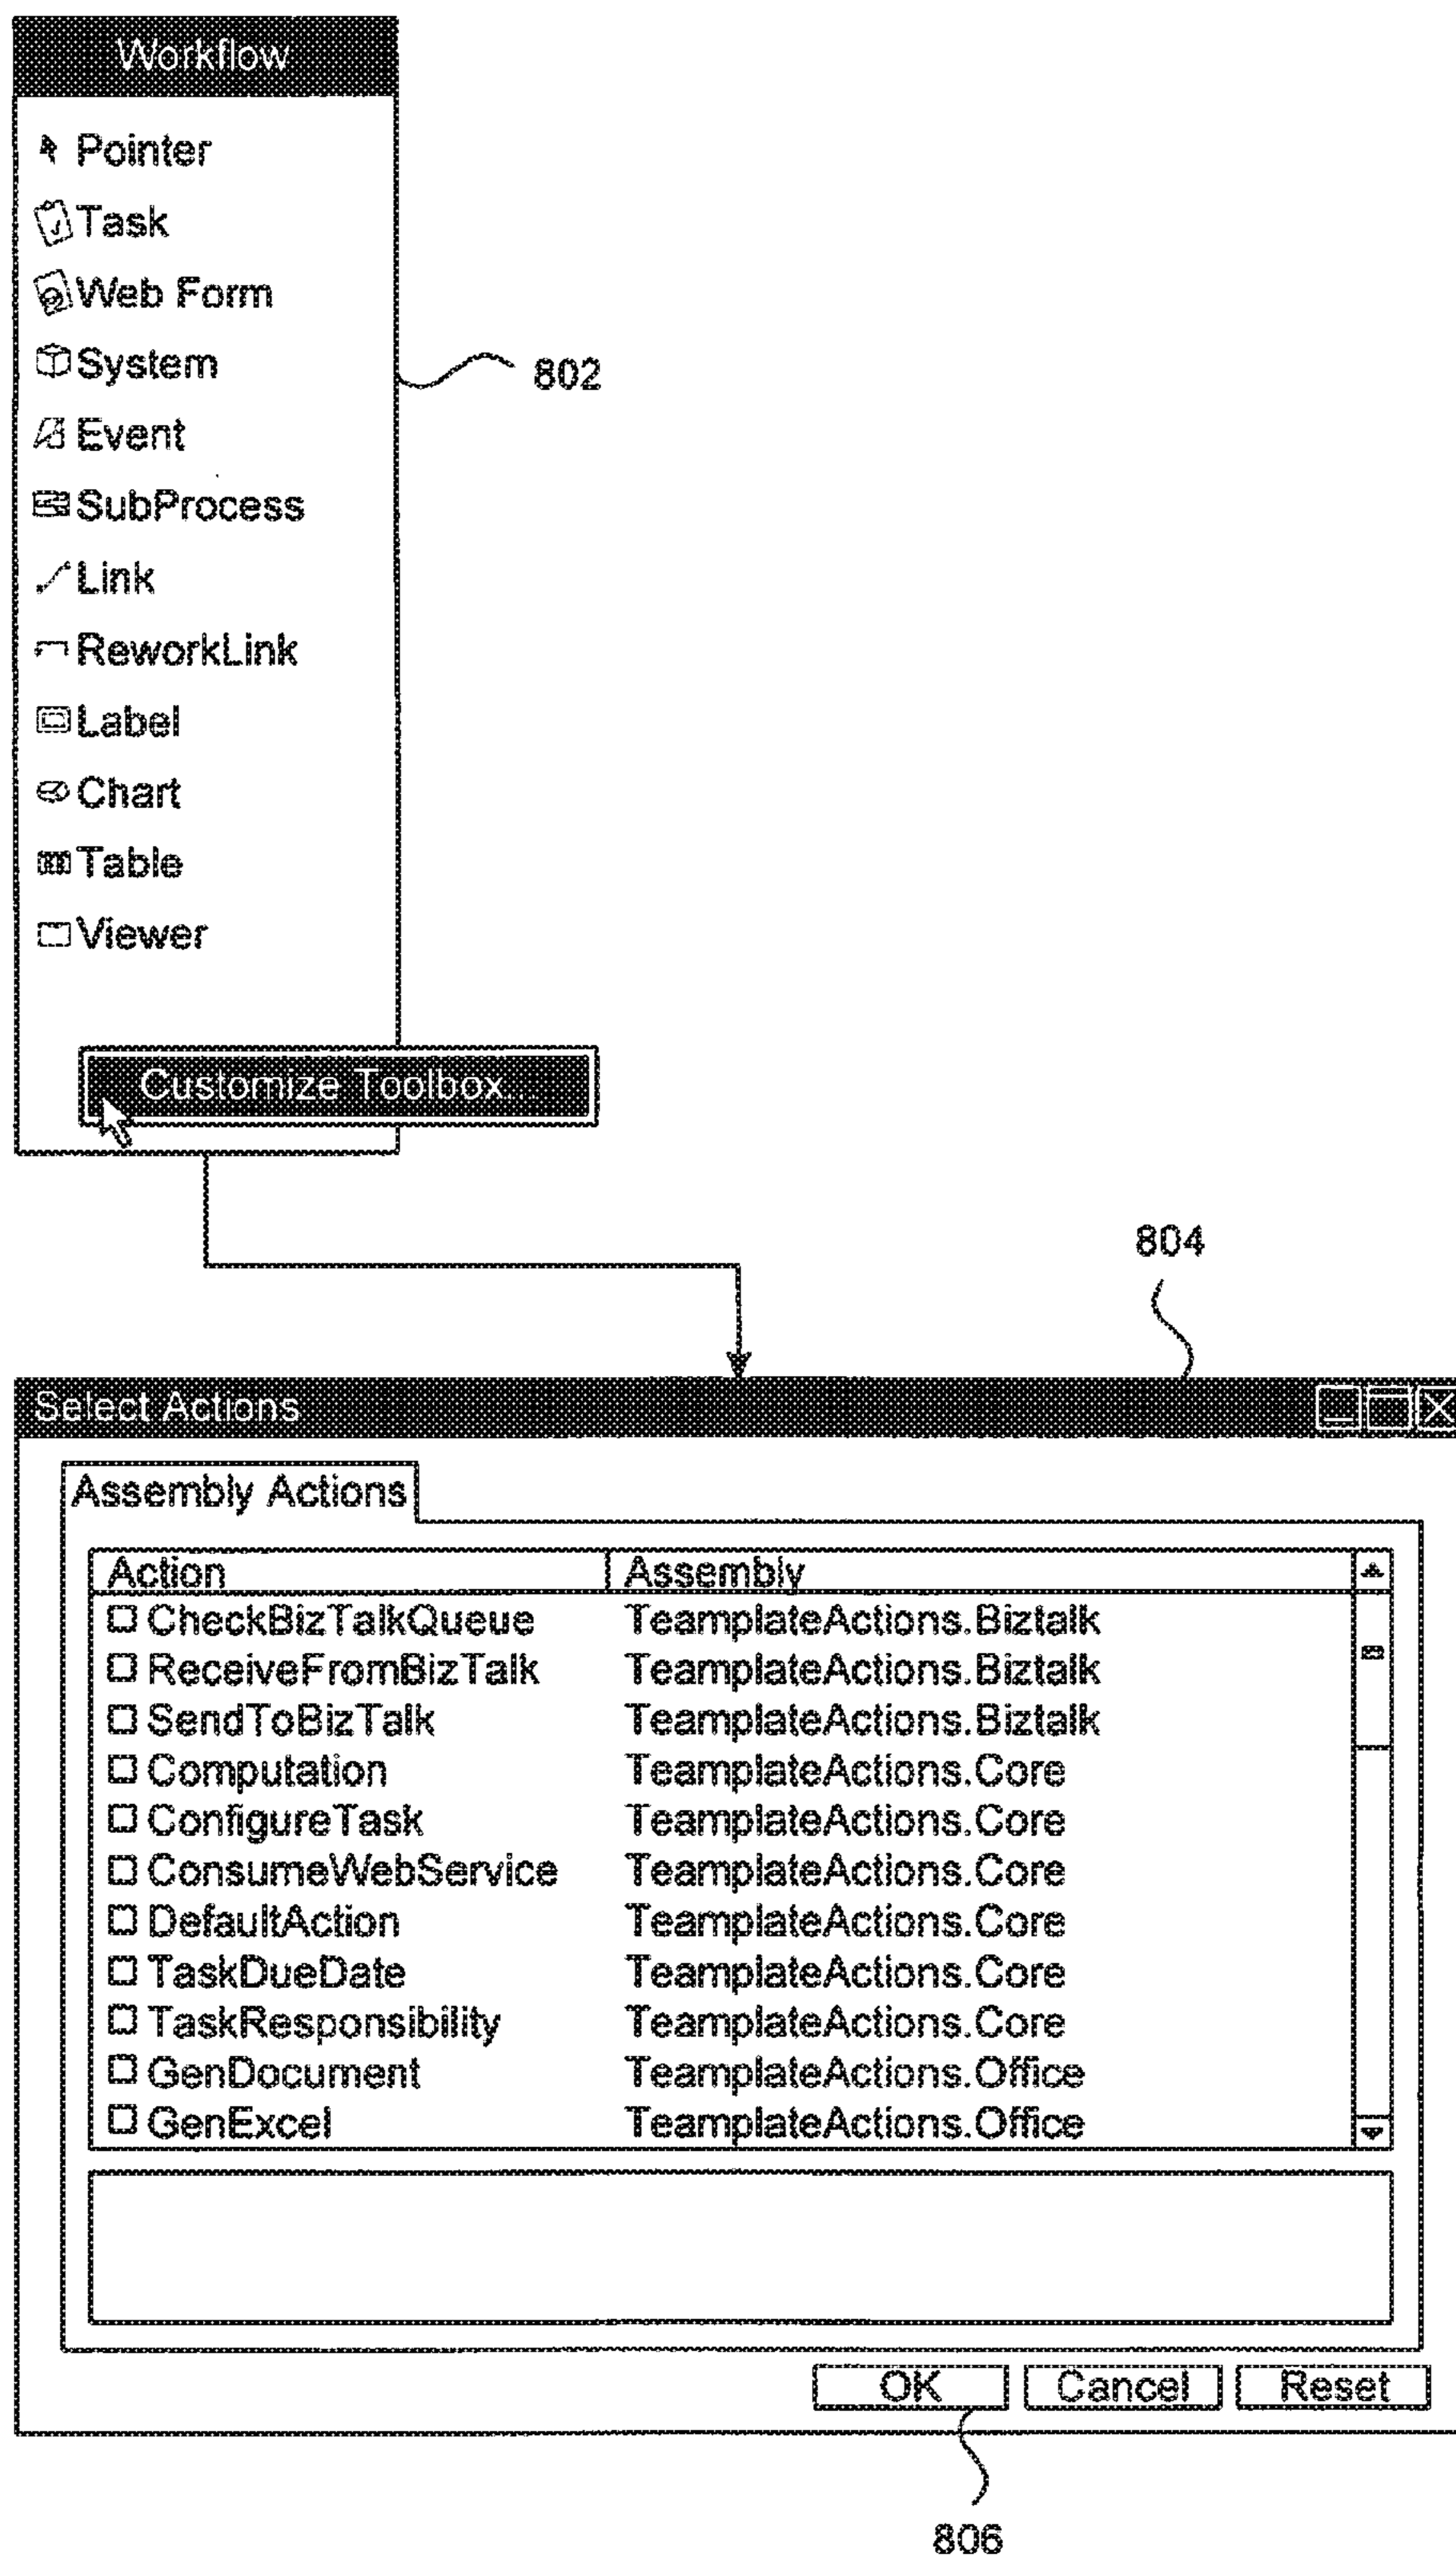 Workflow
Pointer
Task
Web Form
System
802
Event
SubProcess
Link
ReworkLink
Label
Chart
Table
Viewer
Customize Toolbox...
804
Select Actions
Assembly Actions
Action Assembly
CheckBizTalkQueue TeamplateActions.Biztalk
ReceiveFromBizTalk TeamplateActions.Biztalk
SendToBizTalk TeamplateActions.Biztalk
Computation TeamplateActions.Core
ConfigureTask TeamplateActions.Core
ConsumeWebService TeamplateActions.Core
DefaultAction TeamplateActions.Core
TaskDueDate TeamplateActions.Core
TaskResponsibility TeamplateActions.Core
GenDocument TeamplateActions.Office
GenExcel TeamplateActions.Office
OK Cancel Reset
806